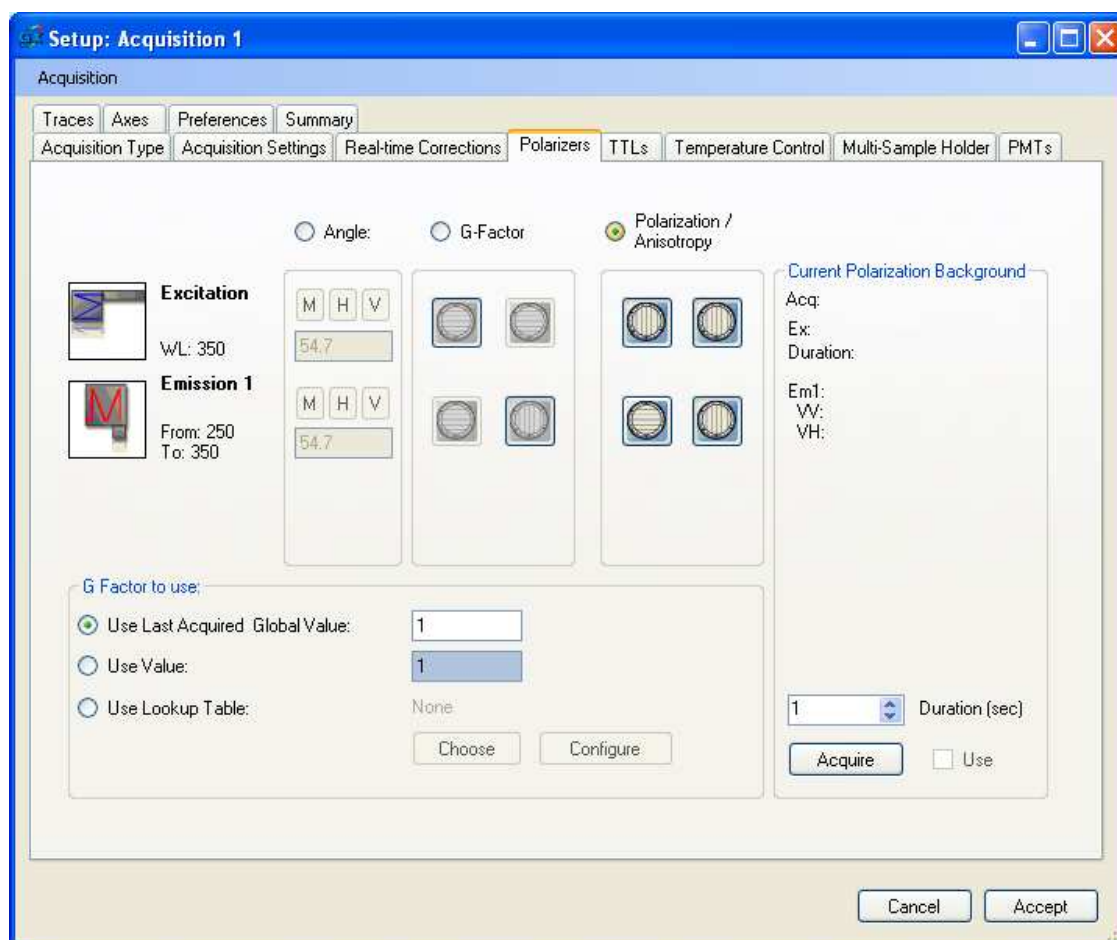 Setup: Acquisition 1
Acquisition
Traces Axes Preferences Summary
Acquisition Type Acquisition Settings Real-time Corrections Polarizers TTLs Temperature Control Multi-Sample Holder PMTs
Angle: G-Factor Polarization /
Anisotropy
Current Polarization Background
Excitation
M H V
Acq:
Ex:
WL: 350
54.7
Duration:
Emission 1
M H V
Em1:
VV:
From: 250
54.7
VH:
To: 350
G Factor to use:
Use Last Acquired Global Value: 1
Use Value: 1
Use Lookup Table: None
1 Duration (sec)
Choose Configure
Acquire Use
Cancel Accept